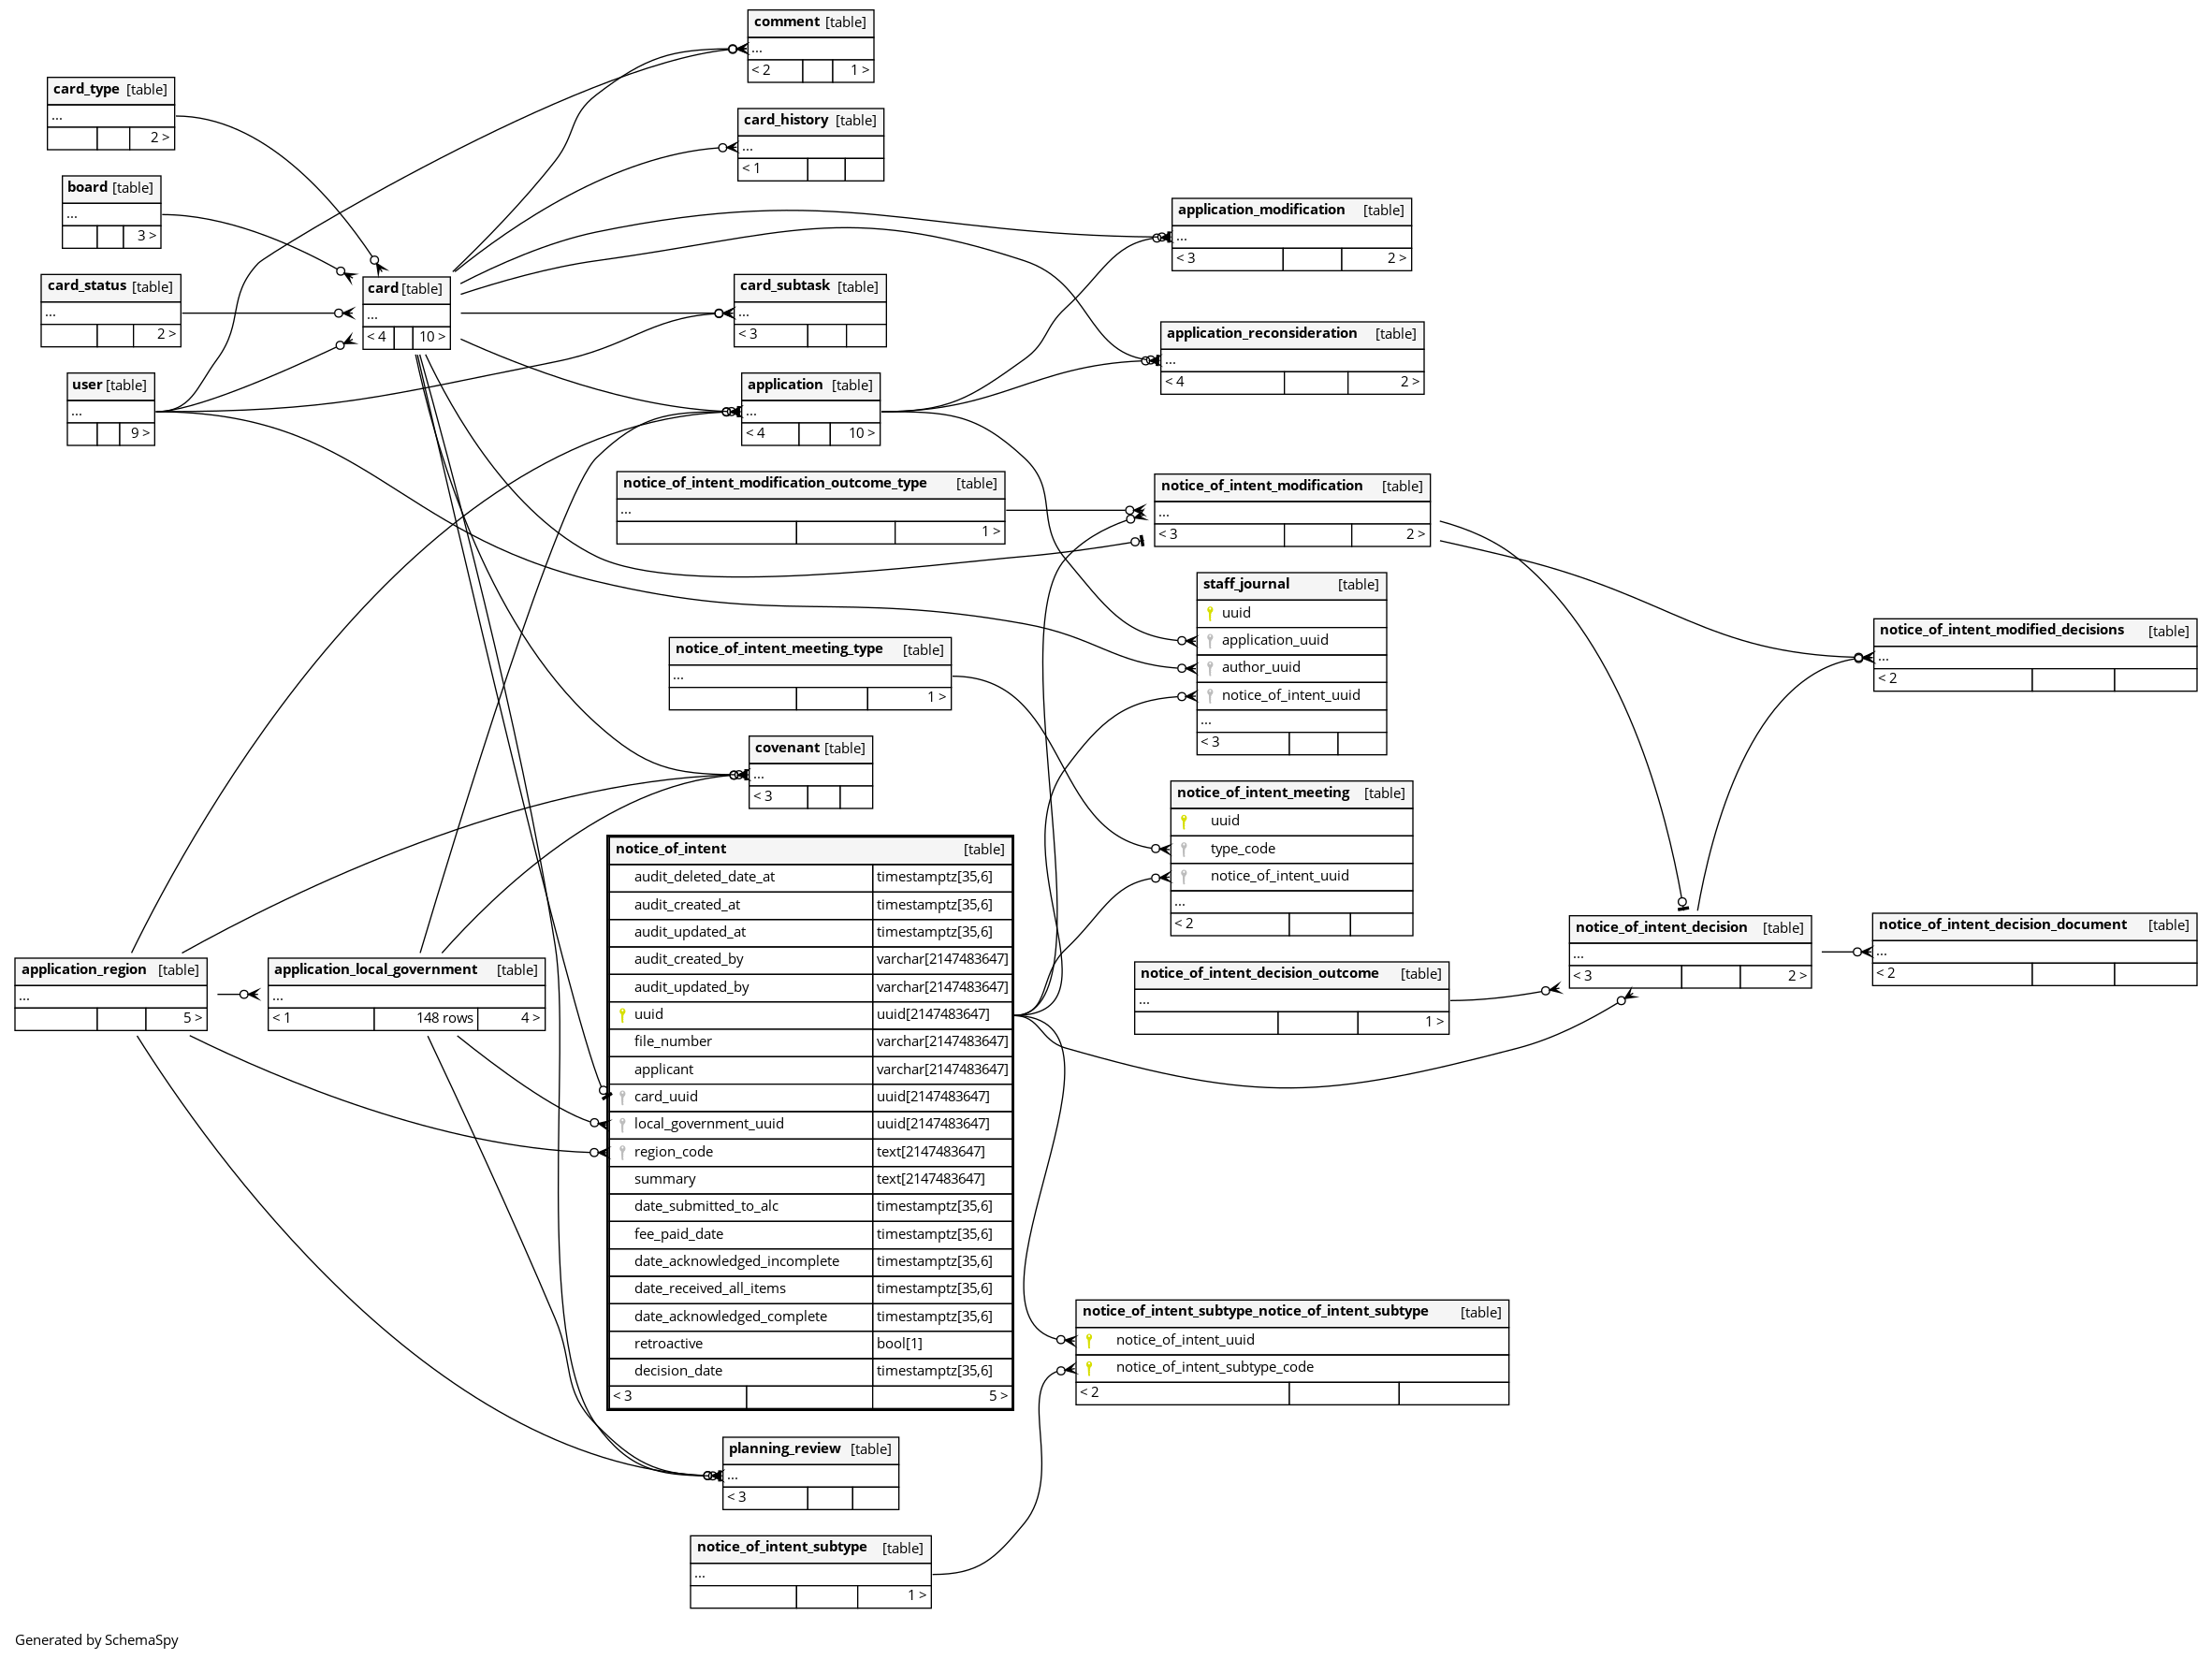 comment [table]
...
< 2 1 >
card_type [table]
...
2 >
card_history [table]
...
< 1
board [table]
...
3 >
application_modification [table]
...
< 3 2 >
card_status [table]
...
2 >
card [table]
...
< 4 10 >
card_subtask [table]
...
< 3
application_reconsideration [table]
...
< 4 2 >
user [table]
...
9 >
application [table]
...
< 4 10 >
notice_of_intent_modification_outcome_type [table]
...
1 >
notice_of_intent_modification [table]
...
< 3 2 >
staff_journal [table]
uuid
application_uuid
author_uuid
notice_of_intent_uuid
...
< 3
notice_of_intent_modified_decisions [table]
...
< 2
notice_of_intent_meeting_type [table]
...
1 >
covenant [table]
...
< 3
notice_of_intent_meeting [table]
uuid
type_code
notice_of_intent_uuid
...
< 2
notice_of_intent [table]
audit_deleted_date_at timestamptz[35,6]
audit_created_at timestamptz[35,6]
audit_updated_at timestamptz[35,6]
audit_created_by varchar[2147483647]
audit_updated_by varchar[2147483647]
uuid uuid[2147483647]
file_number varchar[2147483647]
applicant varchar[2147483647]
card_uuid uuid[2147483647]
local_government_uuid uuid[2147483647]
region_code text[2147483647]
summary text[2147483647]
date_submitted_to_alc timestamptz[35,6]
fee_paid_date timestamptz[35,6]
date_acknowledged_incomplete timestamptz[35,6]
date_received_all_items timestamptz[35,6]
date_acknowledged_complete timestamptz[35,6]
retroactive bool[1]
decision_date timestamptz[35,6]
< 3 5 >
application_region [table]
...
5 >
application_local_government [table]
...
< 1 148 rows 4 >
notice_of_intent_decision_outcome [table]
...
1 >
notice_of_intent_decision [table]
...
< 3 2 >
notice_of_intent_decision_document [table]
...
< 2
notice_of_intent_subtype_notice_of_intent_subtype [table]
notice_of_intent_uuid
notice_of_intent_subtype_code
< 2
planning_review [table]
...
< 3
notice_of_intent_subtype [table]
...
1 >
Generated by SchemaSpy